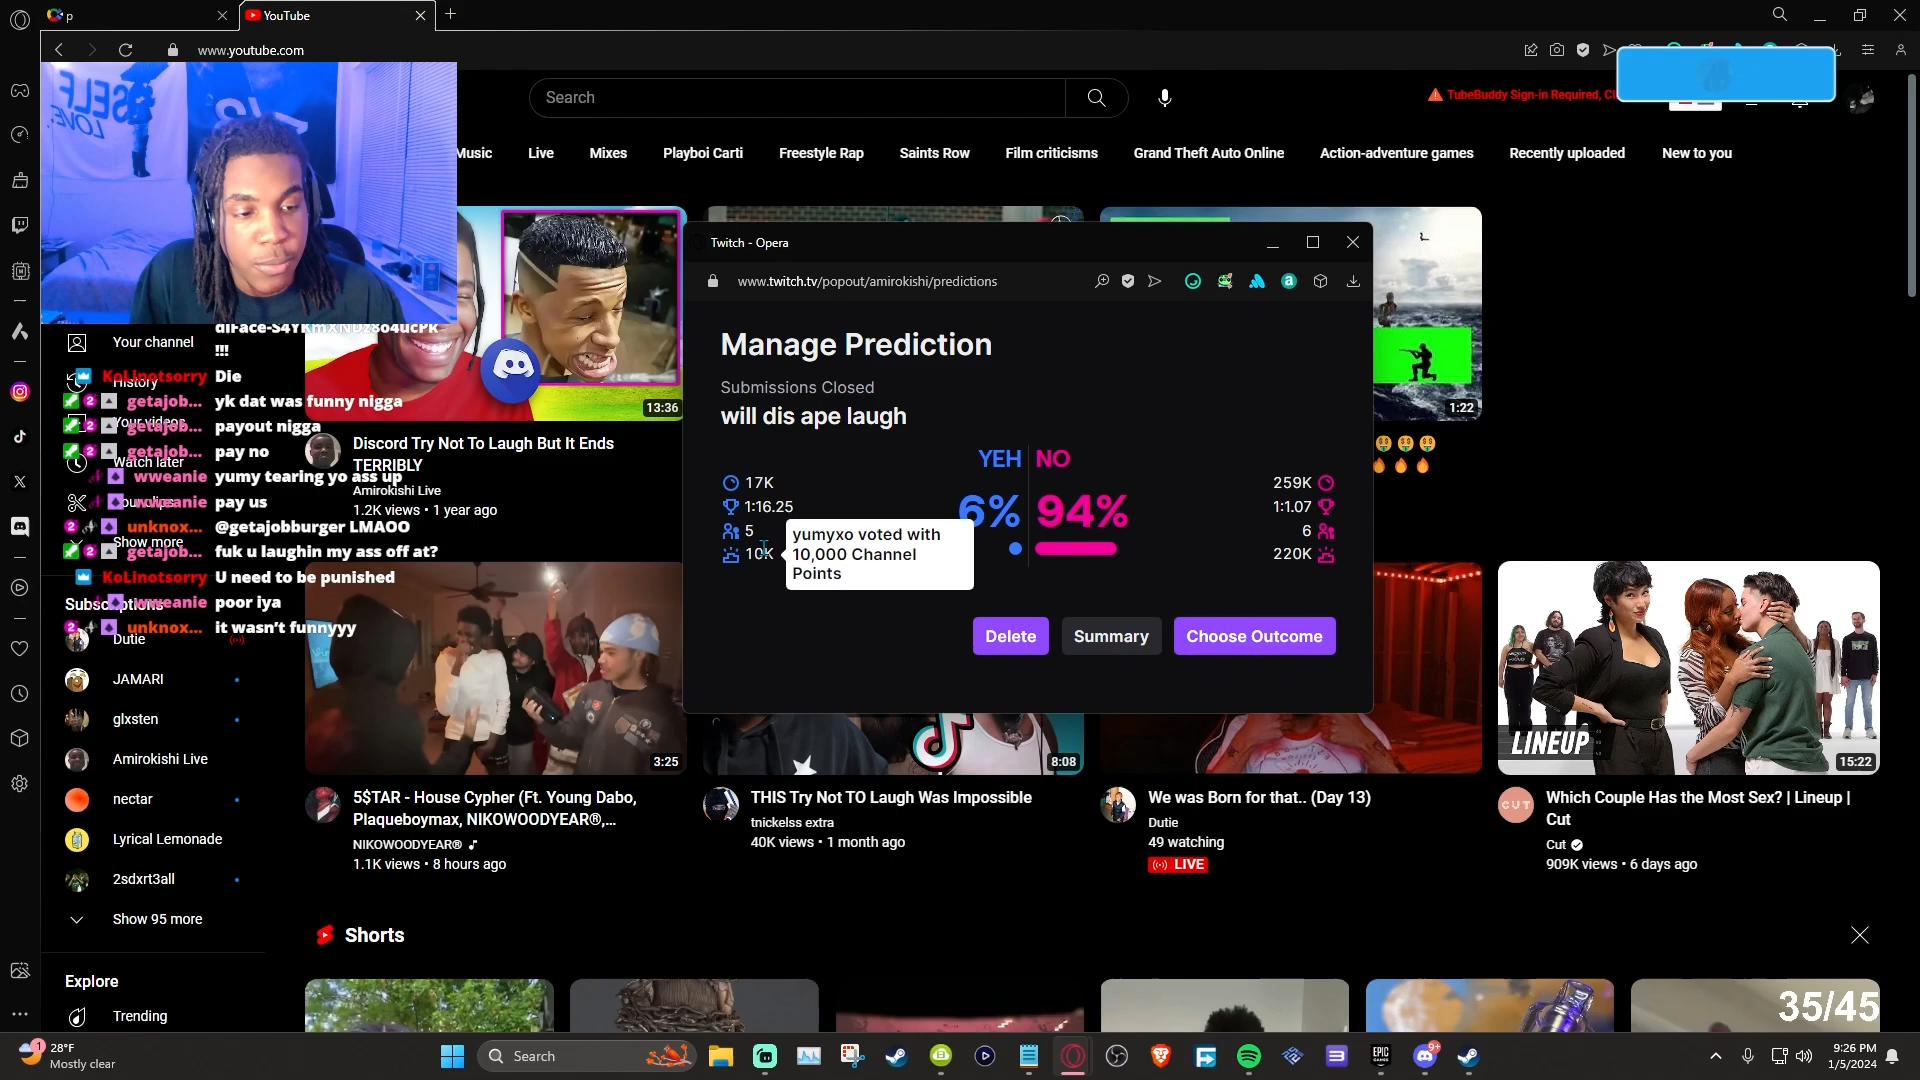 p
YouTube
www.youtube.com
SELF
LOVE.
Search
TubeBuddy Sign-in Required, Cl
Music
Live
Mixes
Playboi Carti
Freestyle Rap
Saints Row
Film criticisms
Grand Theft Auto Online
Action-adventure games
Recently uploaded
New to you
Twitch - Opera
www.twitch.tv/popout/amirokishi/predictions
Manage Prediction
Submissions Closed
will dis ape laugh
YEH
NO
17K
1:16.25
5
10K
6%
94%
259K
1:1.07
6
220K
yumyxo voted with
10,000 Channel
Points
Delete
Summary
Choose Outcome
Your channel
History
Your videos
Watch later
Your clips
Show more
!!!
KoLinotsorry Die
getajob... yk dat was funny nigga
getajob... payout nigga
getajob... pay no
wweanie yumy tearing yo ass up
wweanie pay us
unknox... @getajobburger LMAOO
getajob... fuk u laughin my ass off at?
KoLinotsorry U need to be punished
wweanie poor iya
unknox... it wasn’t funnyyy
Subscriptions
Dutie
JAMARI
glxsten
Amirokishi Live
nectar
Lyrical Lemonade
2sdxrt3all
Show 95 more
Explore
Trending
13:36
Discord Try Not To Laugh But It Ends
TERRIBLY
Amirokishi Live
1.2K views • 1 year ago
1:22
3:25
5$TAR - House Cypher (Ft. Young Dabo,
Plaqueboymax, NIKOWOODYEAR®,...
NIKOWOODYEAR®
1.1K views • 8 hours ago
8:08
THIS Try Not TO Laugh Was Impossible
tnickelss extra
40K views • 1 month ago
We was Born for that.. (Day 13)
Dutie
49 watching
LIVE
LINEUP
15:22
CUT
Which Couple Has the Most Sex? | Lineup |
Cut
Cut
909K views • 6 days ago
Shorts
35/45
1
28°F
Mostly clear
Search
EPIC
GAMES
9+
9:26 PM
1/5/2024